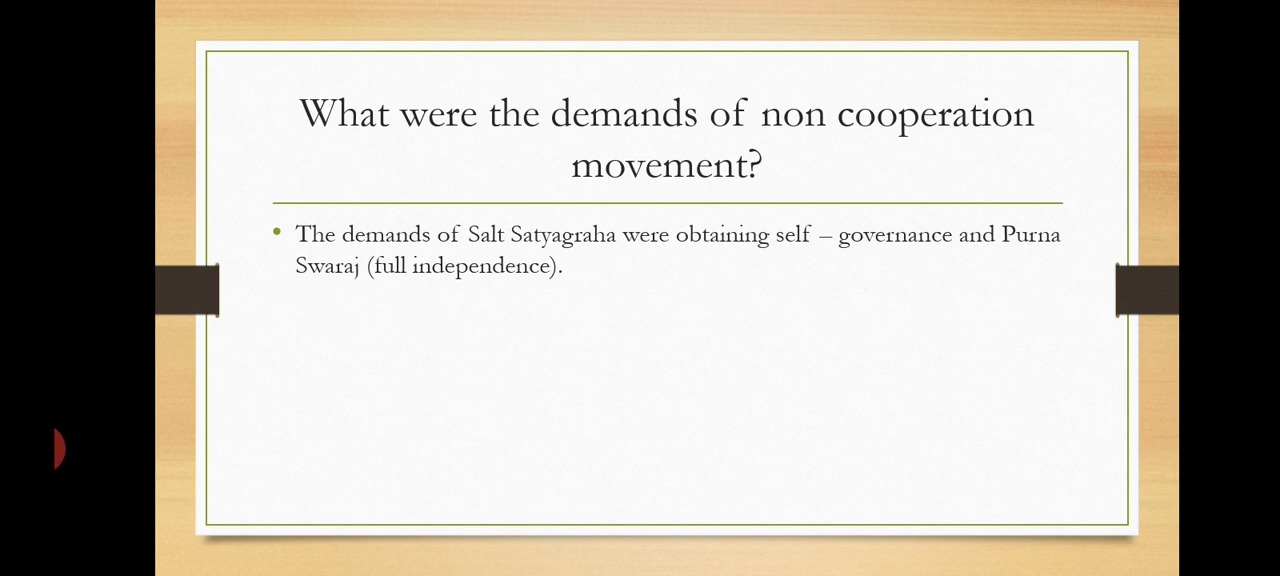 What were the demands of non cooperation
movement?
• The demands of Salt Satyagraha were obtaining self – governance and Purna
Swaraj (full independence).